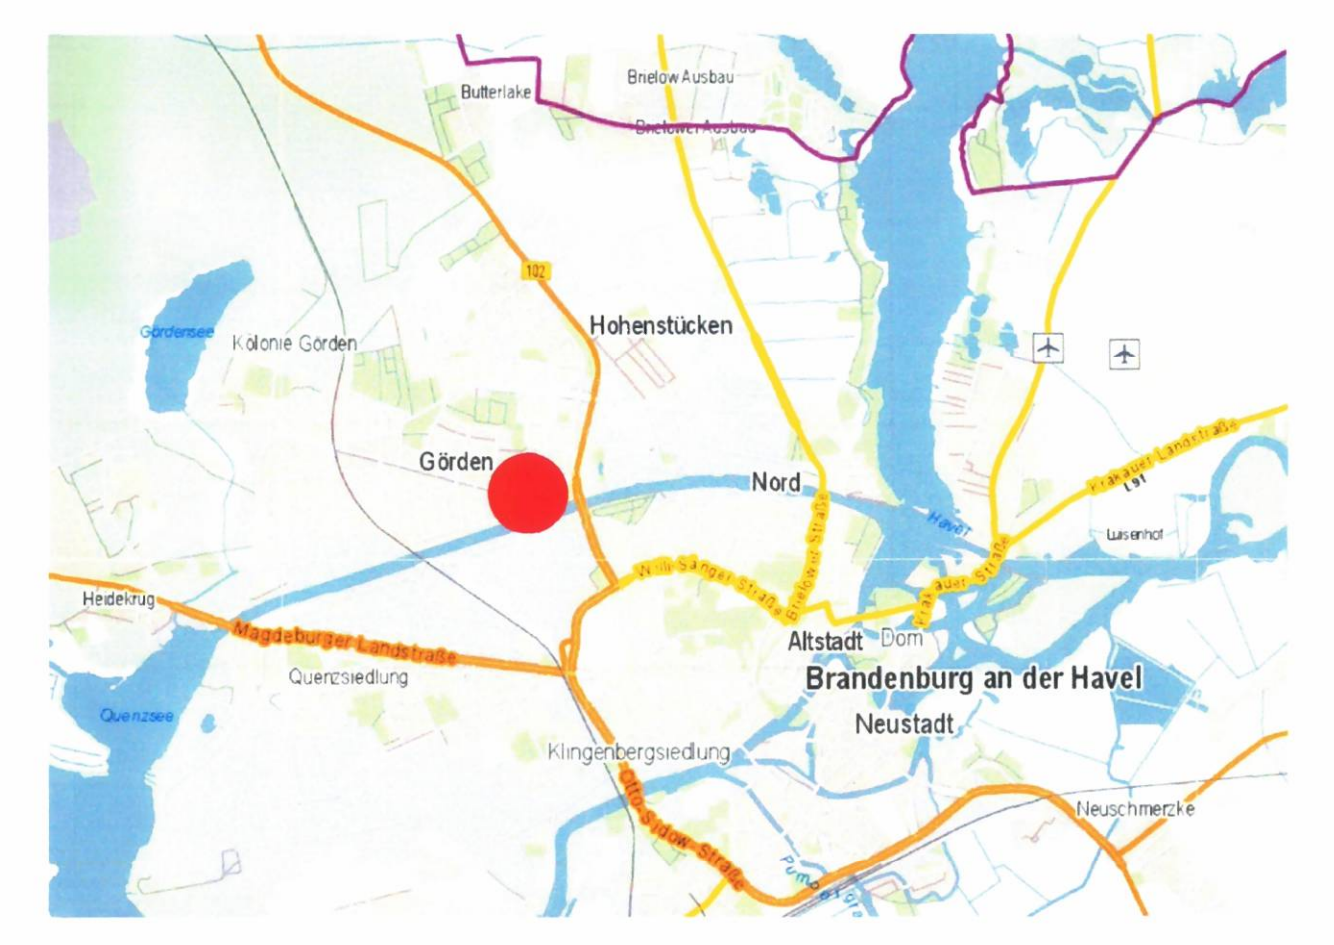 Brielow Ausbau
Butterlake
Brielower Ausbau
102
Hohenstücken
Gördensee
Kolonie Görden
Görden
Nord
Krakauer Landstraße
L91
Havel
Luisenhof
Willi-Sänger-Straße
Brielower Straße
Krakauer Straße
Heidekrug
Magdeburger Landstraße
Altstadt
Dom
Quenzsiedlung
Brandenburg an der Havel
Quenzsee
Neustadt
Klingenbergsiedlung
Otto-Sidow-Straße
Neuschmerzke